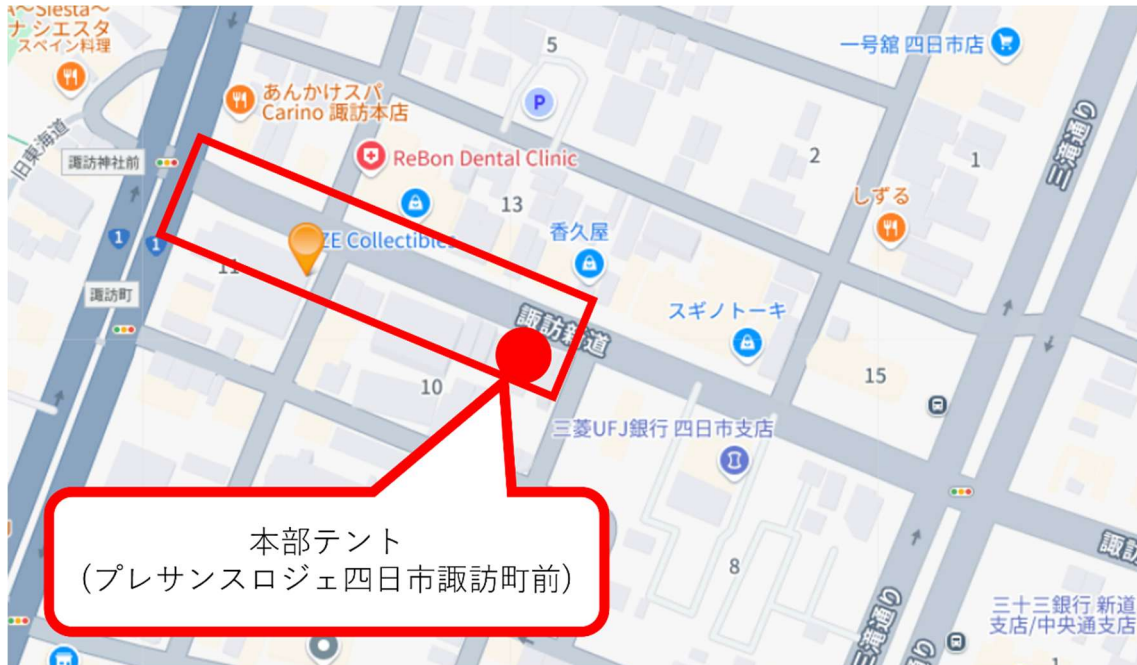 A～Siesta～
ナ シエスタ
スペイン料理
あんかけスパ
Carino 諏訪本店
5
P
一号舘 四日市店
旧東海道
諏訪神社前
ReBon Dental Clinic
2
1
三滝通り
しずる
13
香久屋
ZE Collectibles
1
1
11
諏訪町
諏訪新道
スギノトーキ
10
15
三菱UFJ銀行 四日市支店
本部テント
(プレサンスロジェ四日市諏訪町前)
8
諏訪
三滝通り
り
三十三銀行 新道
支店/中央通支店
1